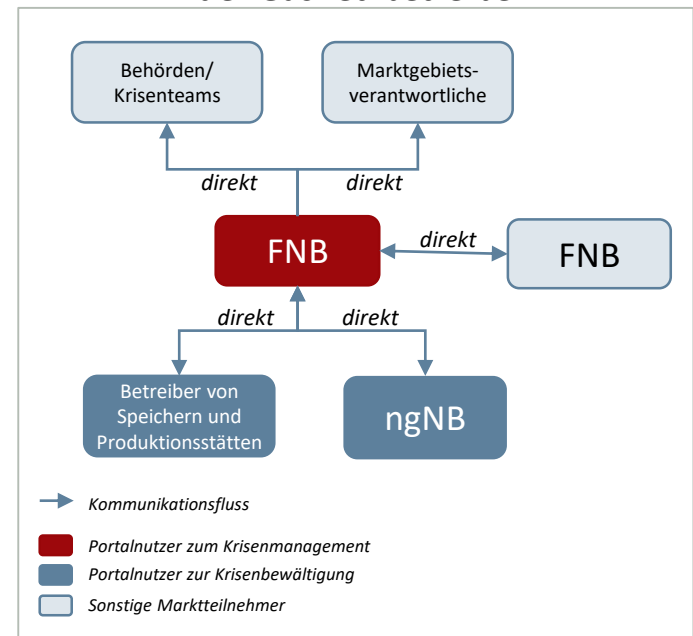 Behörden/
Krisenteams
Marktgebiets-
verantwortliche
direkt
direkt
FNB
direkt
FNB
direkt
direkt
Betreiber von
Speichern und
Produktionsstätten
ngNB
Kommunikationsfluss
Portalnutzer zum Krisenmanagement
Portalnutzer zur Krisenbewältigung
Sonstige Marktteilnehmer